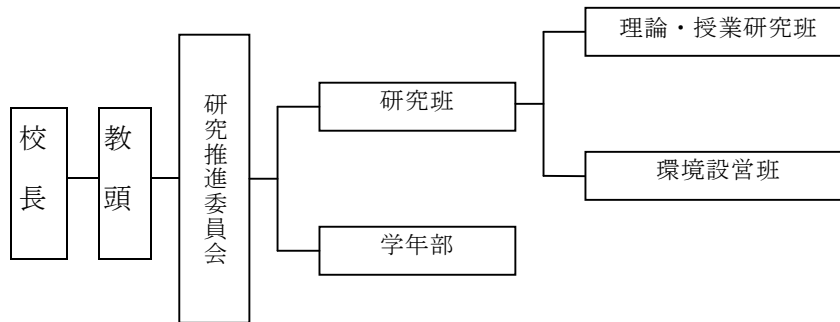 校長
教頭
研究推進委員会
研究班
学年部
理論・授業研究班
環境設営班